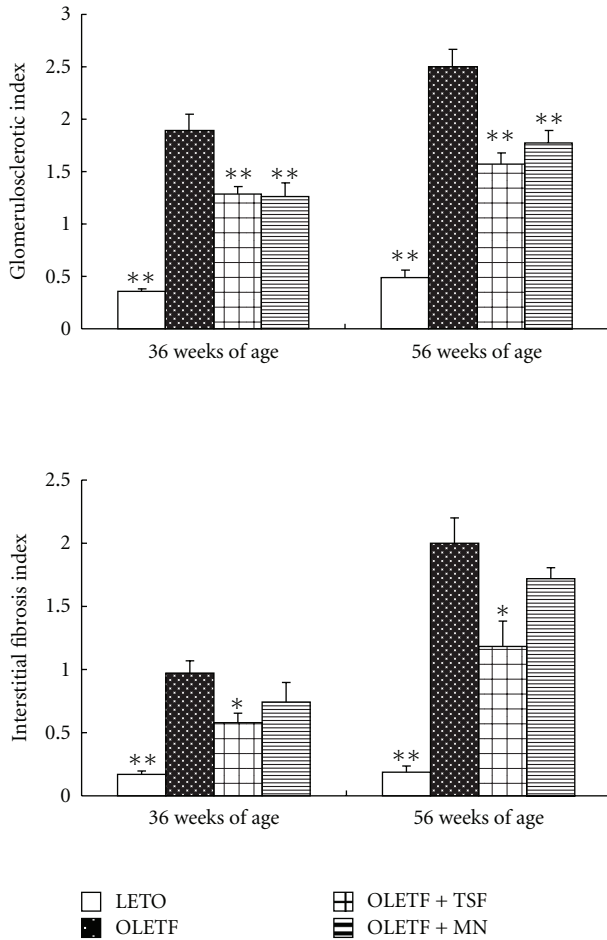 Glomerulosclerotic index
3
2.5
2
1.5
1
0.5
0
**
**
**
**
**
**
36 weeks of age
56 weeks of age
Interstitial fibrosis index
2.5
2
1.5
1
0.5
0
**
*
**
*
36 weeks of age
56 weeks of age
LETO
OLETF
OLETF + TSF
OLETF + MN